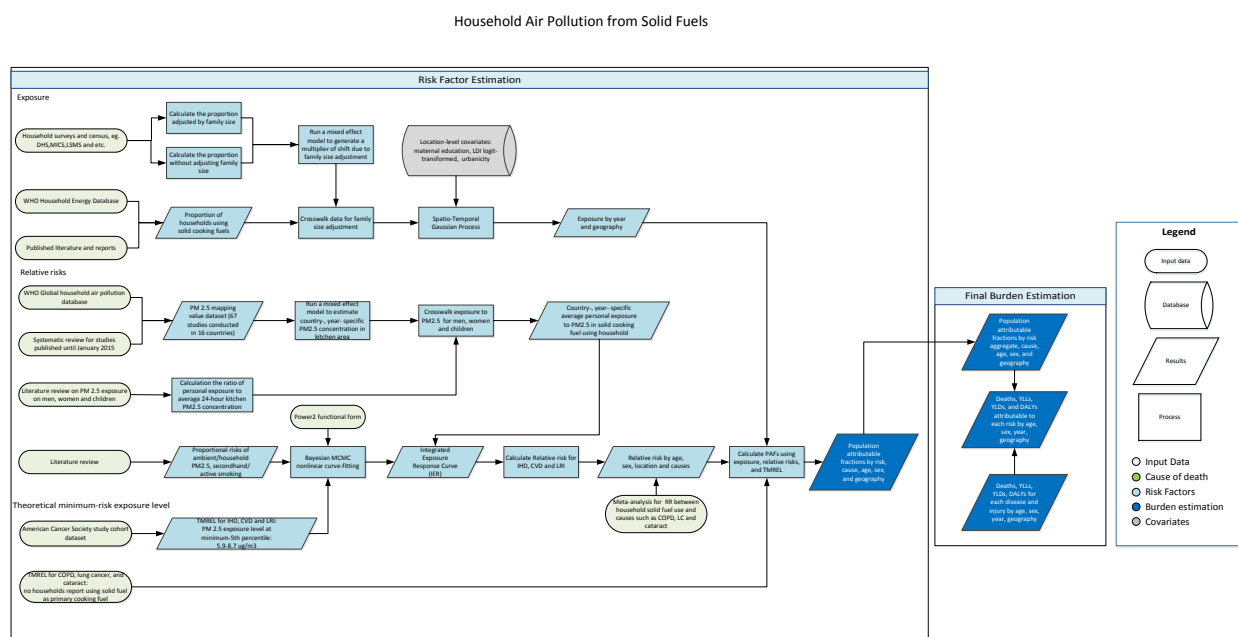 Household Air Pollution from Solid Fuels
Risk Factor Estimation
Exposure
Household surveys and census, eg.
DHS,MICS,LSMS and etc.
Calculate the proportion
adjusted by family size
Calculate the proportion
without adjusting family
size
Run a mixed effect
model to generate a
multiplier of shift due to
family size adjustment
Location-level covariates:
maternal education, LDI logit-
transformed, urbanicity
WHO Household Energy Database
Published literature and reports
Proportion of
households using
solid cooking fuels
Crosswalk data for family
size adjustment
Spatio-Temporal
Gaussian Process
Exposure by year
and geography
Relative risks
WHO Global household air pollution
database
Systematic review for studies
published until January 2015
PM 2.5 mapping
value dataset (67
studies conducted
in 16 countries)
Run a mixed effect
model to estimate
country-, year- specific
PM2.5 concentration in
kitchen area
Crosswalk exposure to
PM2.5 for men, women
and children
Country-, year- specific
average personal exposure
to PM2.5 in solid cooking
fuel using household
Literature review on PM 2.5 exposure
on men, women and children
Calculation the ratio of
personal exposure to
average 24-hour kitchen
PM2.5 concentration
Power2 functional form
Literature review
Proportional risks of
ambient/household
PM2.5, secondhand/
active smoking
Bayesian MCMC
nonlinear curve-fitting
Integrated
Exposure
Response Curve
(IER)
Calculate Relative risk for
IHD, CVD and LRI
Relative risk by age,
sex, location and causes
Calculate PAFs using
exposure, relative risks,
and TMREL
Population
attributable
fractions by risk,
cause, age, sex,
and geography
Meta-analysis for RR between
household solid fuel use and
causes such as COPD, LC and
cataract
Theoretical minimum-risk exposure level
American Cancer Society study cohort
dataset
TMREL for IHD, CVD and LRI:
PM 2.5 exposure level at
minimum-5th percentile:
5.9-8.7 ug/m3
TMREL for COPD, lung cancer, and
cataract:
no households report using solid fuel
as primary cooking fuel
Final Burden Estimation
Population
attributable
fractions by risk
aggregate, cause,
age, sex, and
geography
Deaths, YLLs,
YLDs, and DALYs
attributable to
each risk by age,
sex, year,
geography
Deaths, YLLs,
YLDs, DALYs for
each disease and
injury by age, sex,
year, geography
Legend
Input data
Database
Results
Process
Input Data
Cause of death
Risk Factors
Burden estimation
Covariates